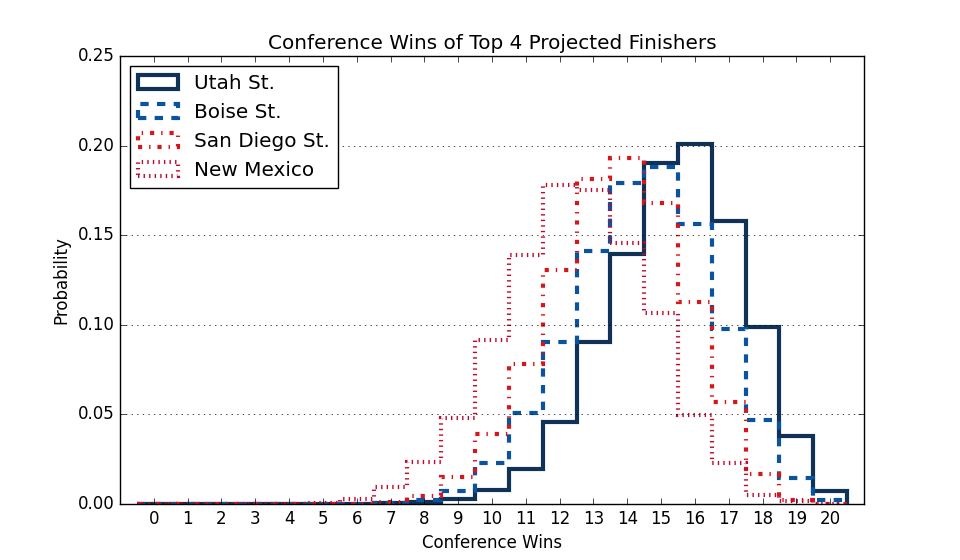 Conference Wins of Top 4 Projected Finishers
0.25
0.20
0.15
0.10
0.05
0.00
Probability
Utah St.
Boise St.
San Diego St.
New Mexico
0 1 2 3 4 5 6 7 8 9 10 11 12 13 14 15 16 17 18 19 20
Conference Wins